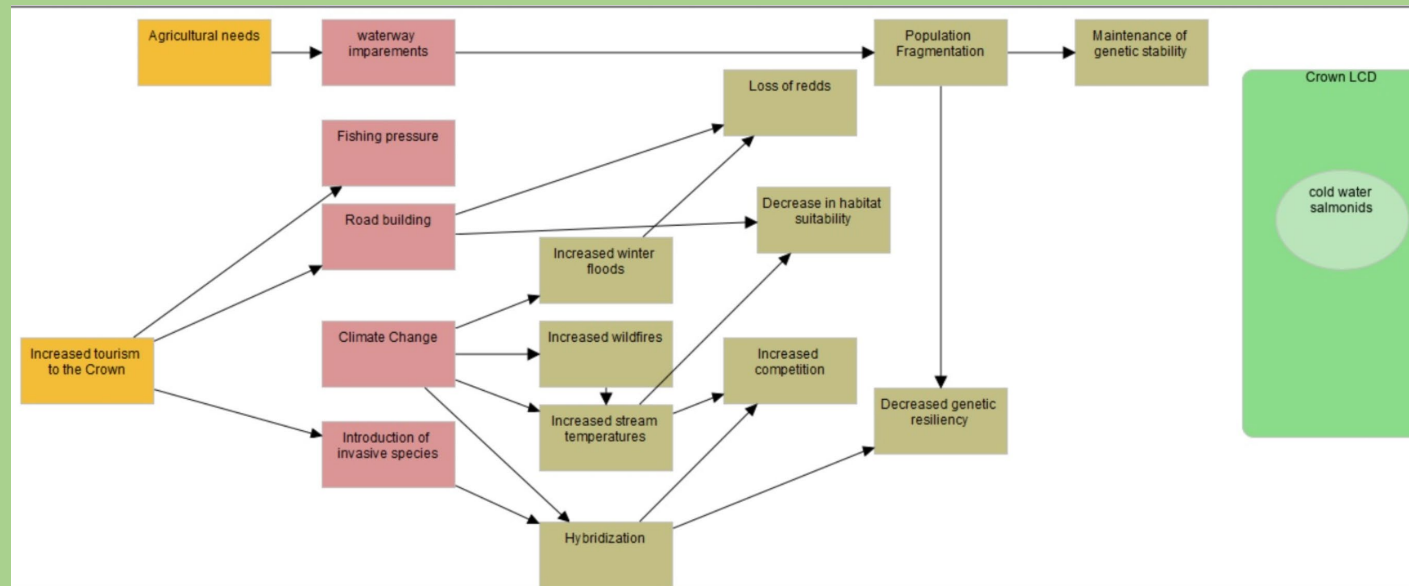 Agricultural needs
waterway
imparements
Population
Fragmentation
Maintenance of
genetic stability
Crown LCD
Loss of redds
Fishing pressure
cold water
salmonids
Road building
Decrease in habitat
suitability
Increased winter
floods
Climate Change
Increased wildfires
Increased tourism
to the Crown
Increased
competition
Decreased genetic
resiliency
Increased stream
temperatures
Introduction of
invasive species
Hybridization